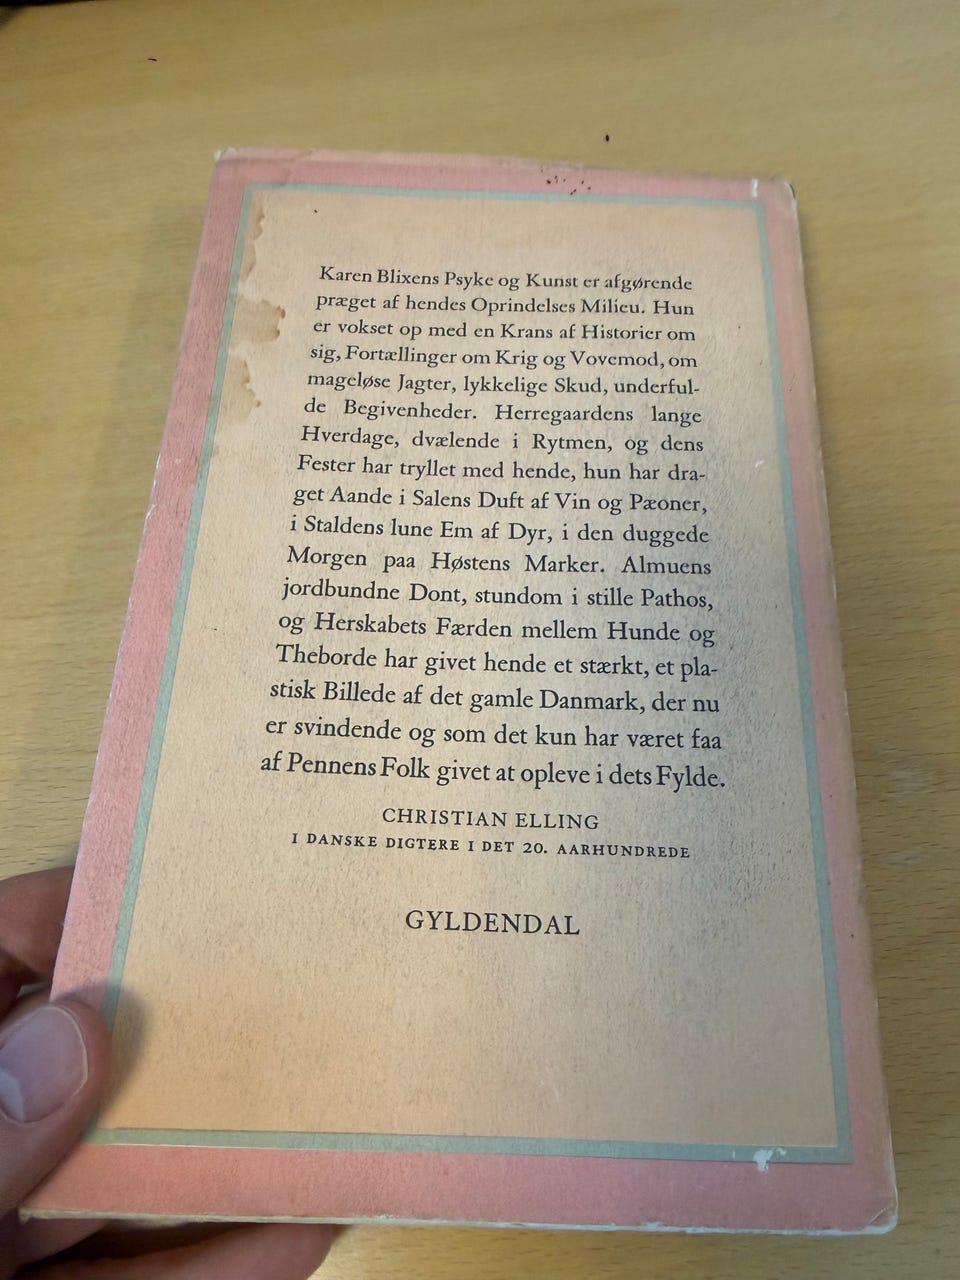 Karen Blixens Psyke og Kunst er afgørende
præget af hendes Oprindelses Milieu. Hun
er vokset op med en Krans af Historier om
sig, Fortællinger om Krig og Vovemod, om
mageløse Jagter, lykkelige Skud, underful-
de Begivenheder. Herregaardens lange
Hverdage, dvælende i Rytmen, og dens
Fester har tryllet med hende, hun har dra-
get Aande i Salens Duft af Vin og Pæoner,
i Staldens lune Em af Dyr, i den duggede
Morgen paa Høstens Marker. Almuens
jordbundne Dont, stundom i stille Pathos,
og Herskabets Færden mellem Hunde og
Theborde har givet hende et stærkt, et pla-
stisk Billede af det gamle Danmark, der nu
er svindende og som det kun har været faa
af Pennens Folk givet at opleve i dets Fylde.
CHRISTIAN ELLING
I DANSKE DIGTERE I DET 20. AARHUNDREDE
GYLDENDAL